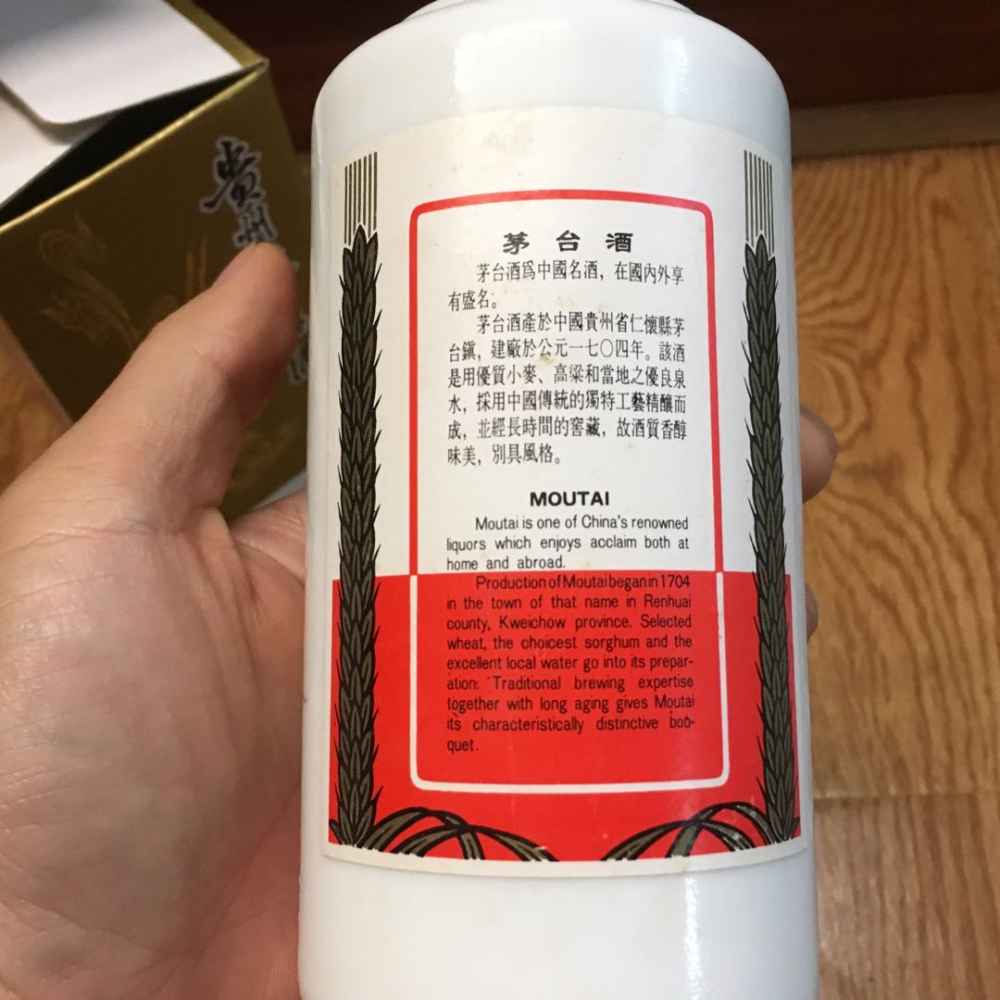 貴州
茅台酒
茅台酒爲中國名酒，在國內外享
有盛名。
茅台酒產於中國貴州省仁懷縣茅
台鎭，建廠於公元一七〇四年。該酒
是用優質小麥、高粱和當地之優良泉
水，採用中國傳統的獨特工藝精釀而
成，並經長時間的窖藏，故酒質香醇
味美，別具風格。
MOUTAI
Moutai is one of China's renowned
liquors which enjoys acclaim both at
home and abroad.
Production of Moutai began in 1704
in the town of that name in Renhuai
county, Kweichow province. Selected
wheat, the choicest sorghum and the
excellent local water go into its prepar-
ation: Traditional brewing expertise
together with long aging gives Moutai
its characteristically distinctive boo-
quet.